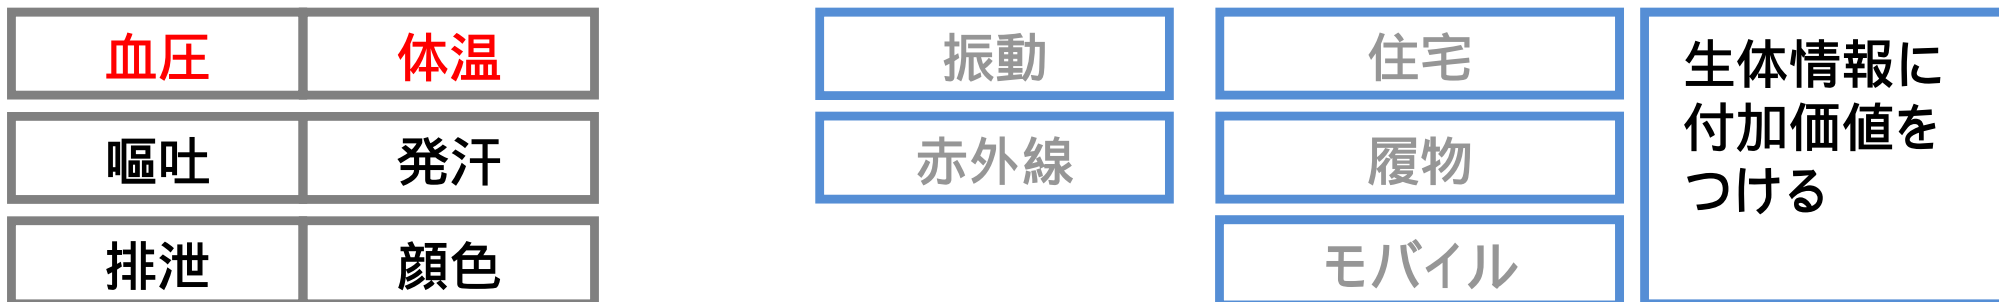 血圧 体温 振動 住宅
嘔吐 発汗 赤外線 履物
排泄 顔色 モバイル
生体情報に
付加価値を
つける